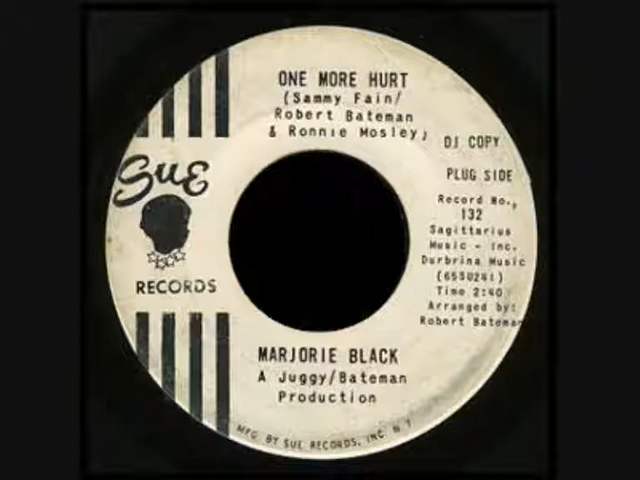 ONE MORE HURT
(Sammy Fain/
Robert Bateman
& Ronnie Mosley)
DJ COPY
PLUG SIDE
Record No.,
132
Sagittarius
Music - Inc.
Durbrina Music
(6550241)
Time 2:40
Arranged by:
Robert Bateman
Sue
RECORDS
MARJORIE BLACK
A Juggy/Bateman
Production
MFG BY SUE RECORDS, INC. N.Y